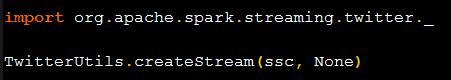 import org.apache.spark.streaming.twitter._
TwitterUtils.createStream(ssc, None)